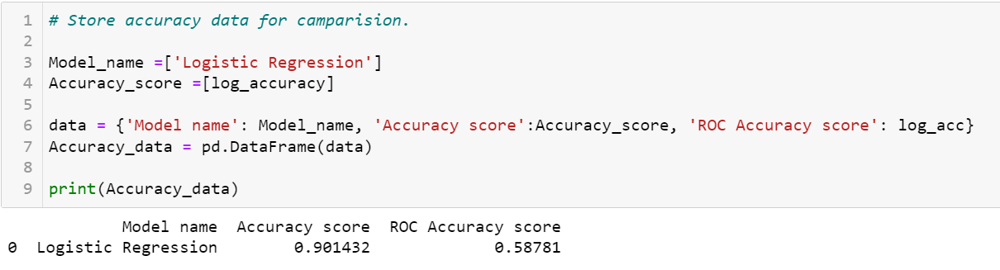 1 # Store accuracy data for camparision.
2
3 Model_name =['Logistic Regression']
4 Accuracy_score =[log_accuracy]
5
6 data = {'Model name': Model_name, 'Accuracy score':Accuracy_score, 'ROC Accuracy score': log_acc}
7 Accuracy_data = pd.DataFrame(data)
8
9 print(Accuracy_data)
Model name Accuracy score ROC Accuracy score
0 Logistic Regression 0.901432 0.58781